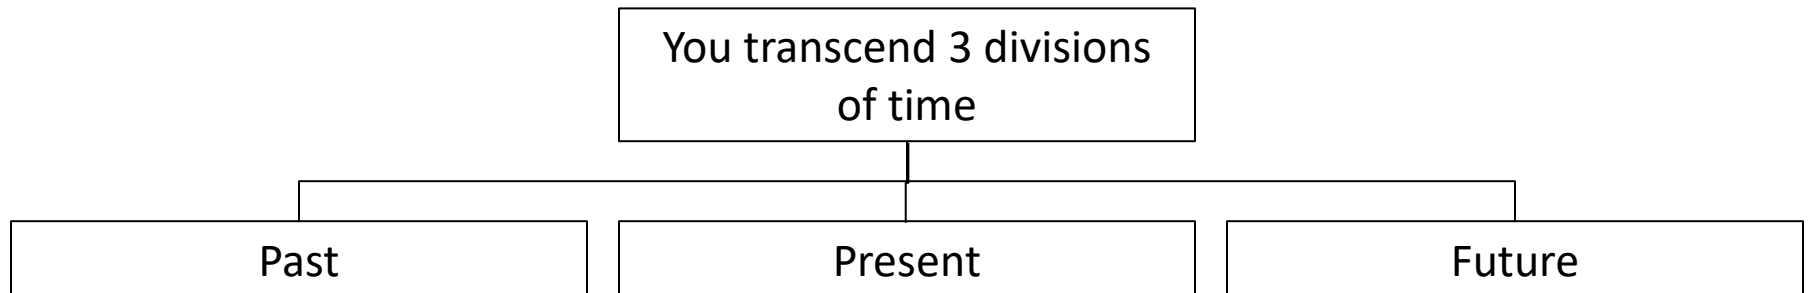 You transcend 3 divisions
of time
Past
Present
Future